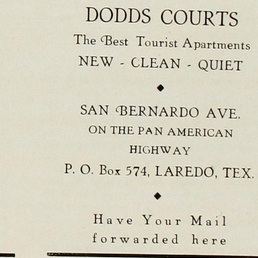 DODDS COURTS
The Best Tourist Apartments
NEW - CLEAN - QUIET
SAN BERNARDO AVE.
ON THE PAN AMERICAN
HIGHWAY
P. O. Box 574, LAREDO, TEX.
Have Your Mail
forwarded here